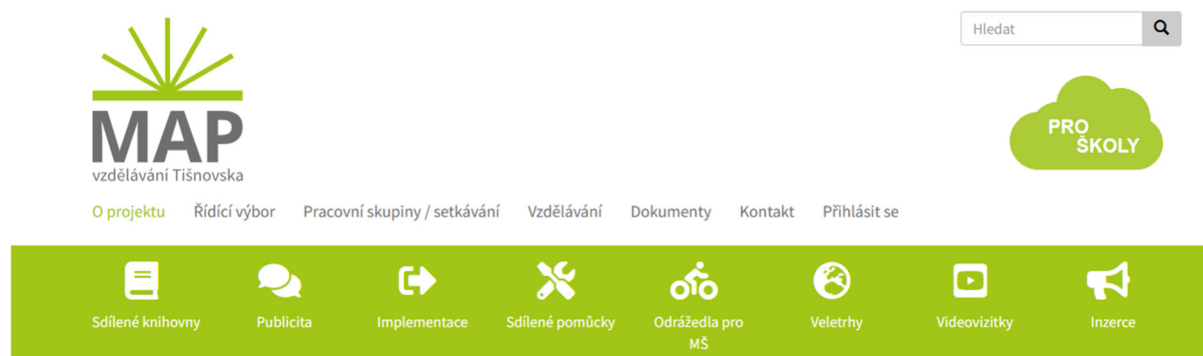 Hledat
MAP
vzdělávání Tišnovska
PRO
ŠKOLY
O projektu Řídící výbor Pracovní skupiny / setkávání Vzdělávání Dokumenty Kontakt Přihlásit se
Sdílené knihovny Publicita Implementace Sdílené pomůcky Odrážedla pro Veletrhy Videovizitky Inzerce
MŠ